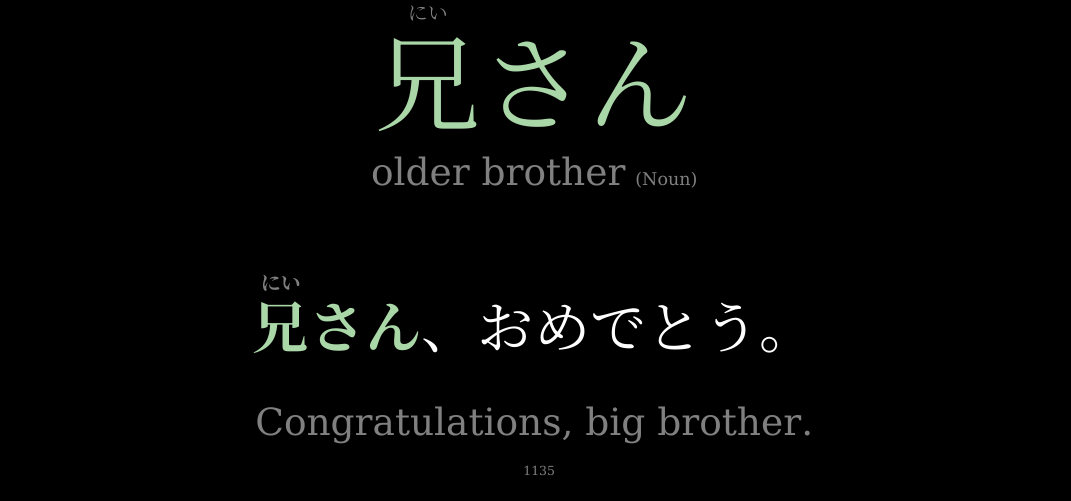 にい
兄さん
older brother (Noun)
にい
兄さん、おめでとう。
Congratulations, big brother.
1135